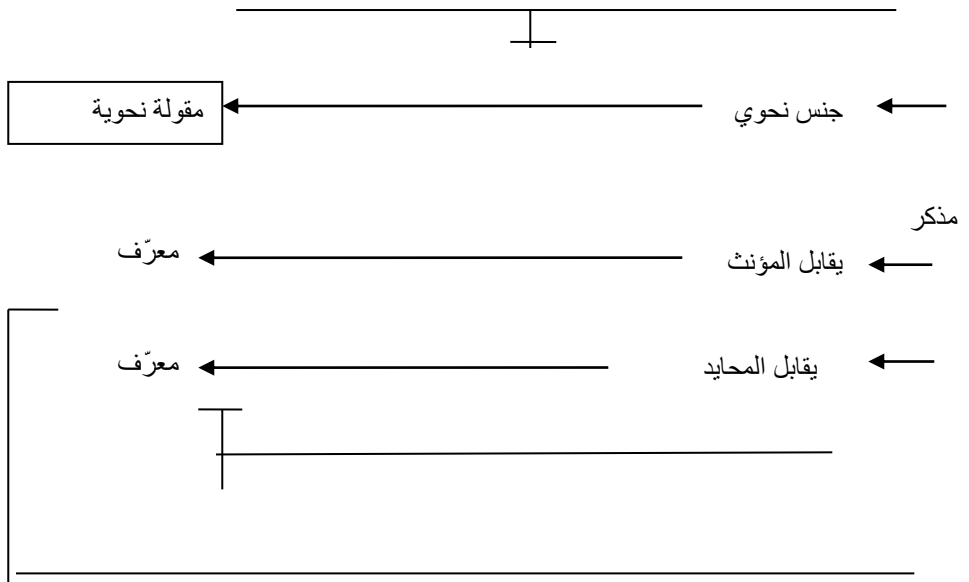 جنس نحوي مقولة نحوية
مذكر
يقابل المؤنث معرّف
يقابل المحايد معرّف